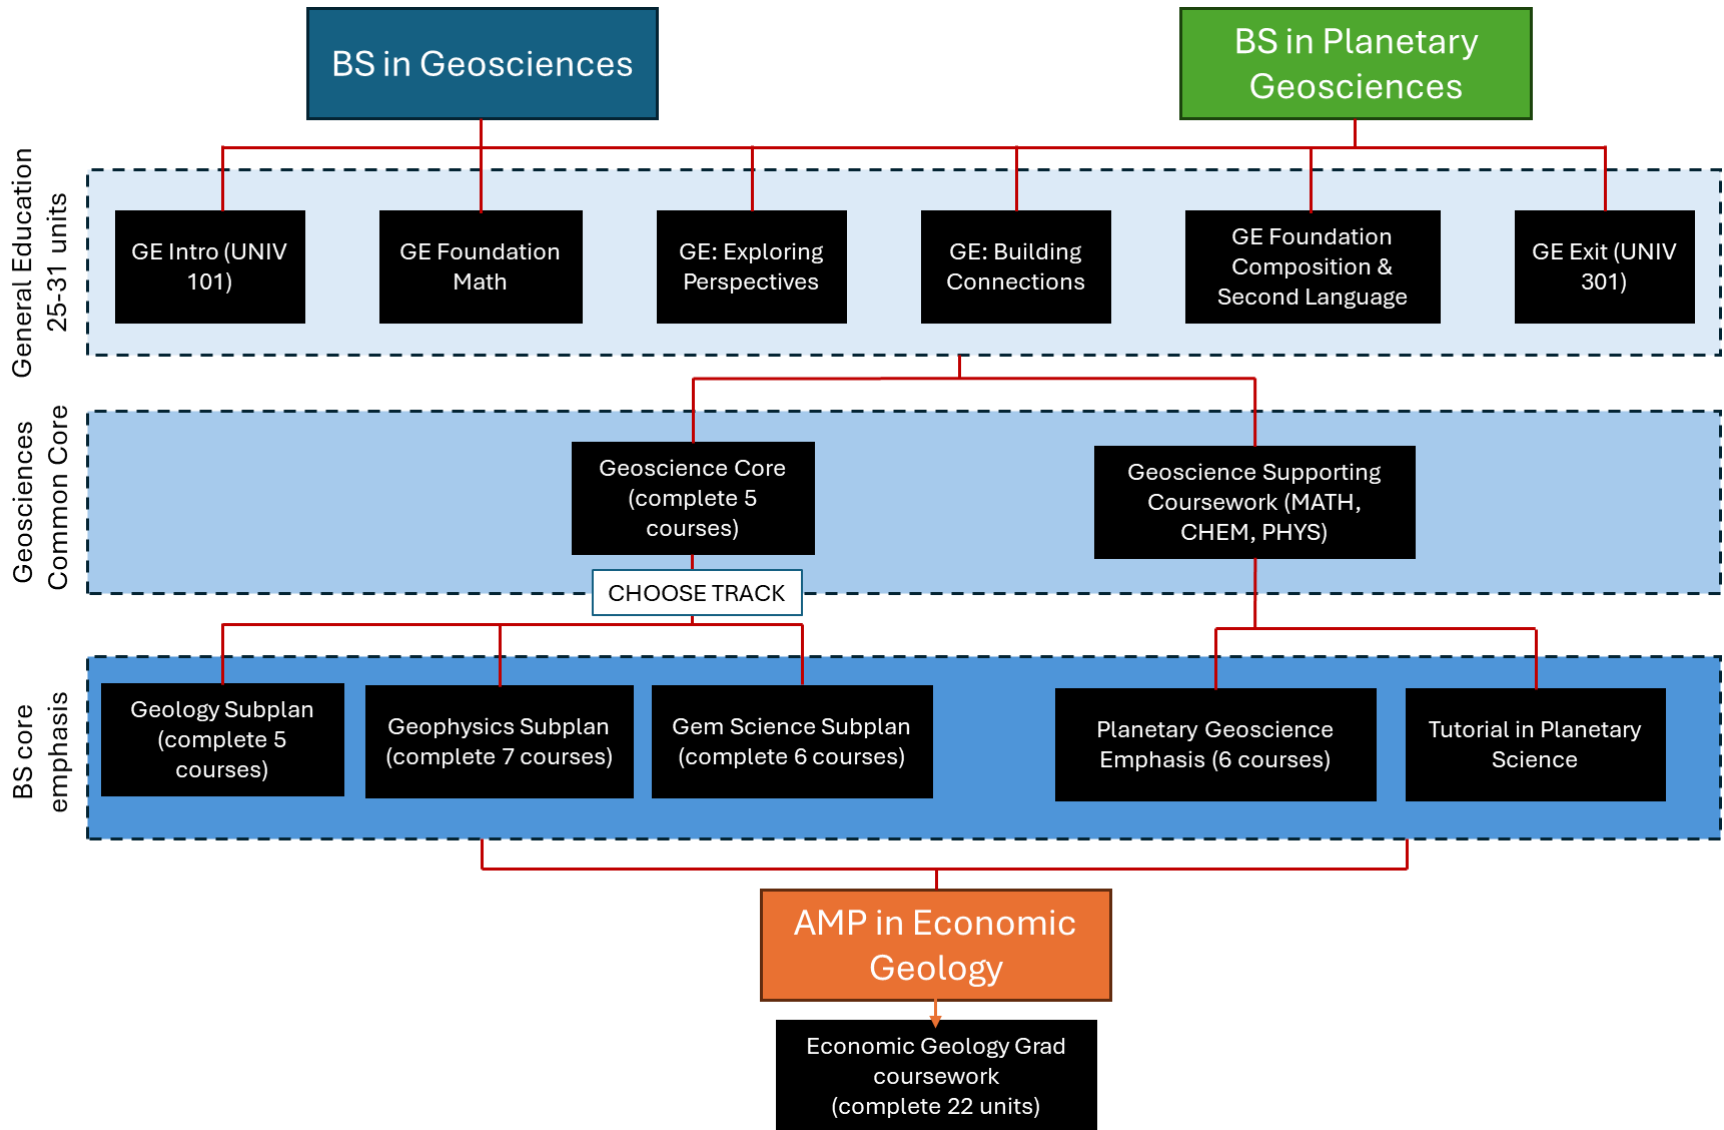 BS in Geosciences
BS in Planetary
Geosciences
General Education
25-31 units
GE Intro (UNIV
101)
GE Foundation
Math
GE: Exploring
Perspectives
GE: Building
Connections
GE Foundation
Composition &
Second Language
GE Exit (UNIV
301)
Geosciences
Common Core
Geoscience Core
(complete 5
courses)
Geoscience Supporting
Coursework (MATH,
CHEM, PHYS)
CHOOSE TRACK
BS core
emphasis
Geology Subplan
(complete 5
courses)
Geophysics Subplan
(complete 7 courses)
Gem Science Subplan
(complete 6 courses)
Planetary Geoscience
Emphasis (6 courses)
Tutorial in Planetary
Science
AMP in Economic
Geology
Economic Geology Grad
coursework
(complete 22 units)